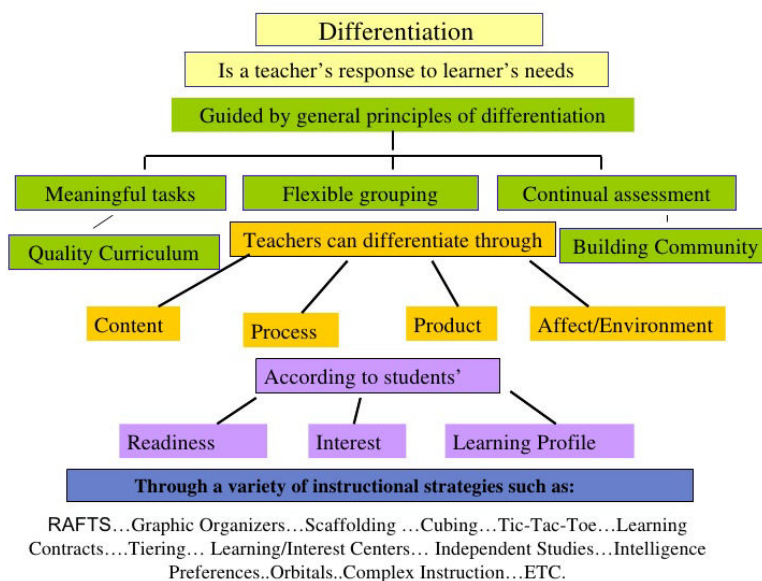 Differentiation
Is a teacher’s response to learner’s needs
Guided by general principles of differentiation
Meaningful tasks
Flexible grouping
Continual assessment
Quality Curriculum
Teachers can differentiate through
Building Community
Content
Process
Product
Affect/Environment
According to students’
Readiness
Interest
Learning Profile
Through a variety of instructional strategies such as:
RAFTS…Graphic Organizers…Scaffolding …Cubing…Tic-Tac-Toe…Learning
Contracts….Tiering… Learning/Interest Centers… Independent Studies…Intelligence
Preferences..Orbitals..Complex Instruction…ETC.